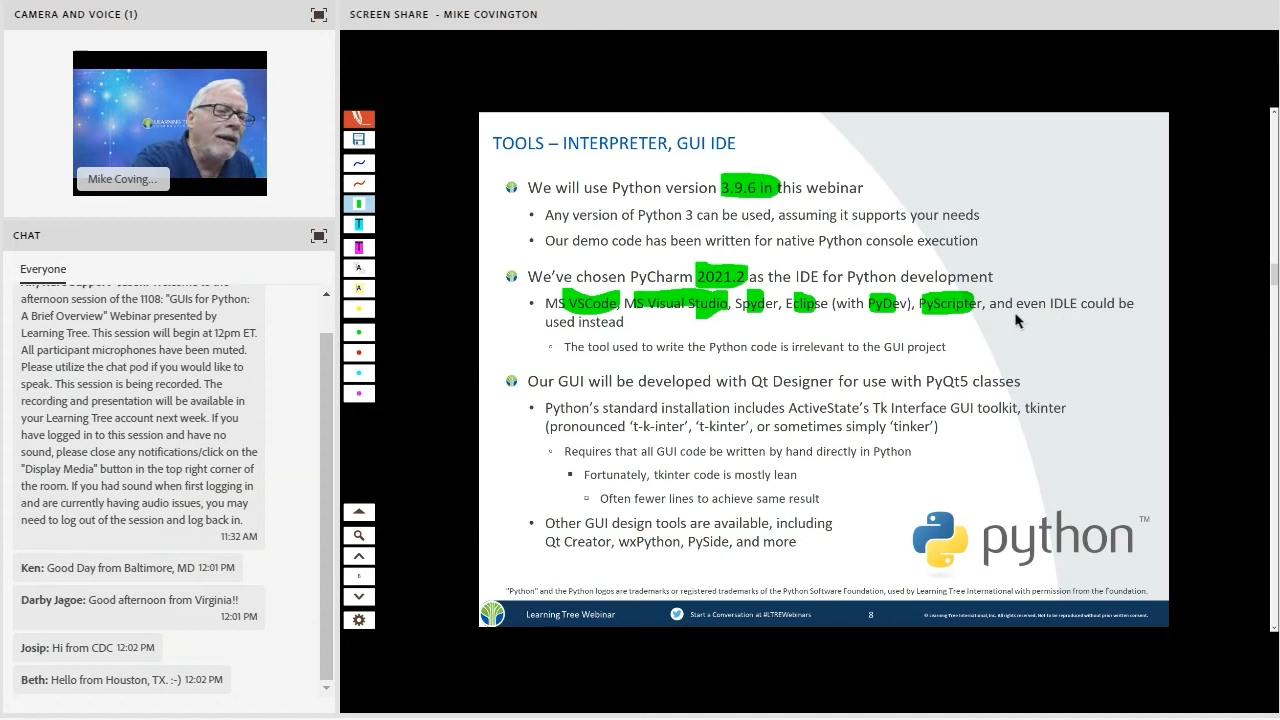 CAMERA AND VOICE (1)
SCREEN SHARE - MIKE COVINGTON
LEARNING TREE
Mike Coving...
CHAT
Everyone
afternoon session of the 1108: "GUIs for Python:
a Brief Overview" Webinar presented by
Learning Tree. This session will begin at 12pm ET.
All participant microphones have been muted.
Please utilize the chat pod if you would like to
speak. This session is being recorded. The
recording and presentation will be available in
your Learning Tree account next week. If you
have logged in to this session and have no
sound, please close any notifications/click on the
"Display Media" button in the top right corner of
the room. If you had sound when first logging in
and are currently having audio issues, you may
need to log out of the session and log back in.
11:32 AM
Ken: Good Day from Baltimore, MD 12:01 PM
Darby Jagoe: Good afternoon from Virginia!!
12:01 PM
Josip: Hi from CDC 12:02 PM
Beth: Hello from Houston, TX. :-) 12:02 PM
T
T
A
A
TOOLS – INTERPRETER, GUI IDE
We will use Python version 3.9.6 in this webinar
• Any version of Python 3 can be used, assuming it supports your needs
• Our demo code has been written for native Python console execution
We've chosen PyCharm 2021.2 as the IDE for Python development
• MS VSCode, MS Visual Studio, Spyder, Eclipse (with PyDev), PyScripter, and even IDLE could be
used instead
▫ The tool used to write the Python code is irrelevant to the GUI project
Our GUI will be developed with Qt Designer for use with PyQt5 classes
• Python's standard installation includes ActiveState's Tk Interface GUI toolkit, tkinter
(pronounced 't-k-inter', 't-kinter', or sometimes simply 'tinker')
▫ Requires that all GUI code be written by hand directly in Python
▪ Fortunately, tkinter code is mostly lean
▫ Often fewer lines to achieve same result
• Other GUI design tools are available, including
Qt Creator, wxPython, PySide, and more
python™
"Python" and the Python logos are trademarks or registered trademarks of the Python Software Foundation, used by Learning Tree International with permission from the Foundation.
Learning Tree Webinar
Start a Conversation at #LTREWebinars
8
© Learning Tree International, Inc. All rights reserved. Not to be reproduced without prior written consent.